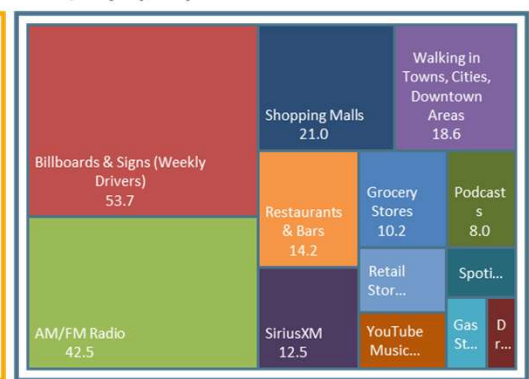 Billboards & Signs (Weekly
Drivers)
53.7
AM/FM Radio
42.5
Shopping Malls
21.0
Walking in
Towns, Cities,
Downtown
Areas
18.6
Restaurants
& Bars
14.2
SiriusXM
12.5
Grocery
Stores
10.2
Podcast
s
8.0
Retail
Stor...
Spoti...
YouTube
Music...
Gas
St...
D
r...